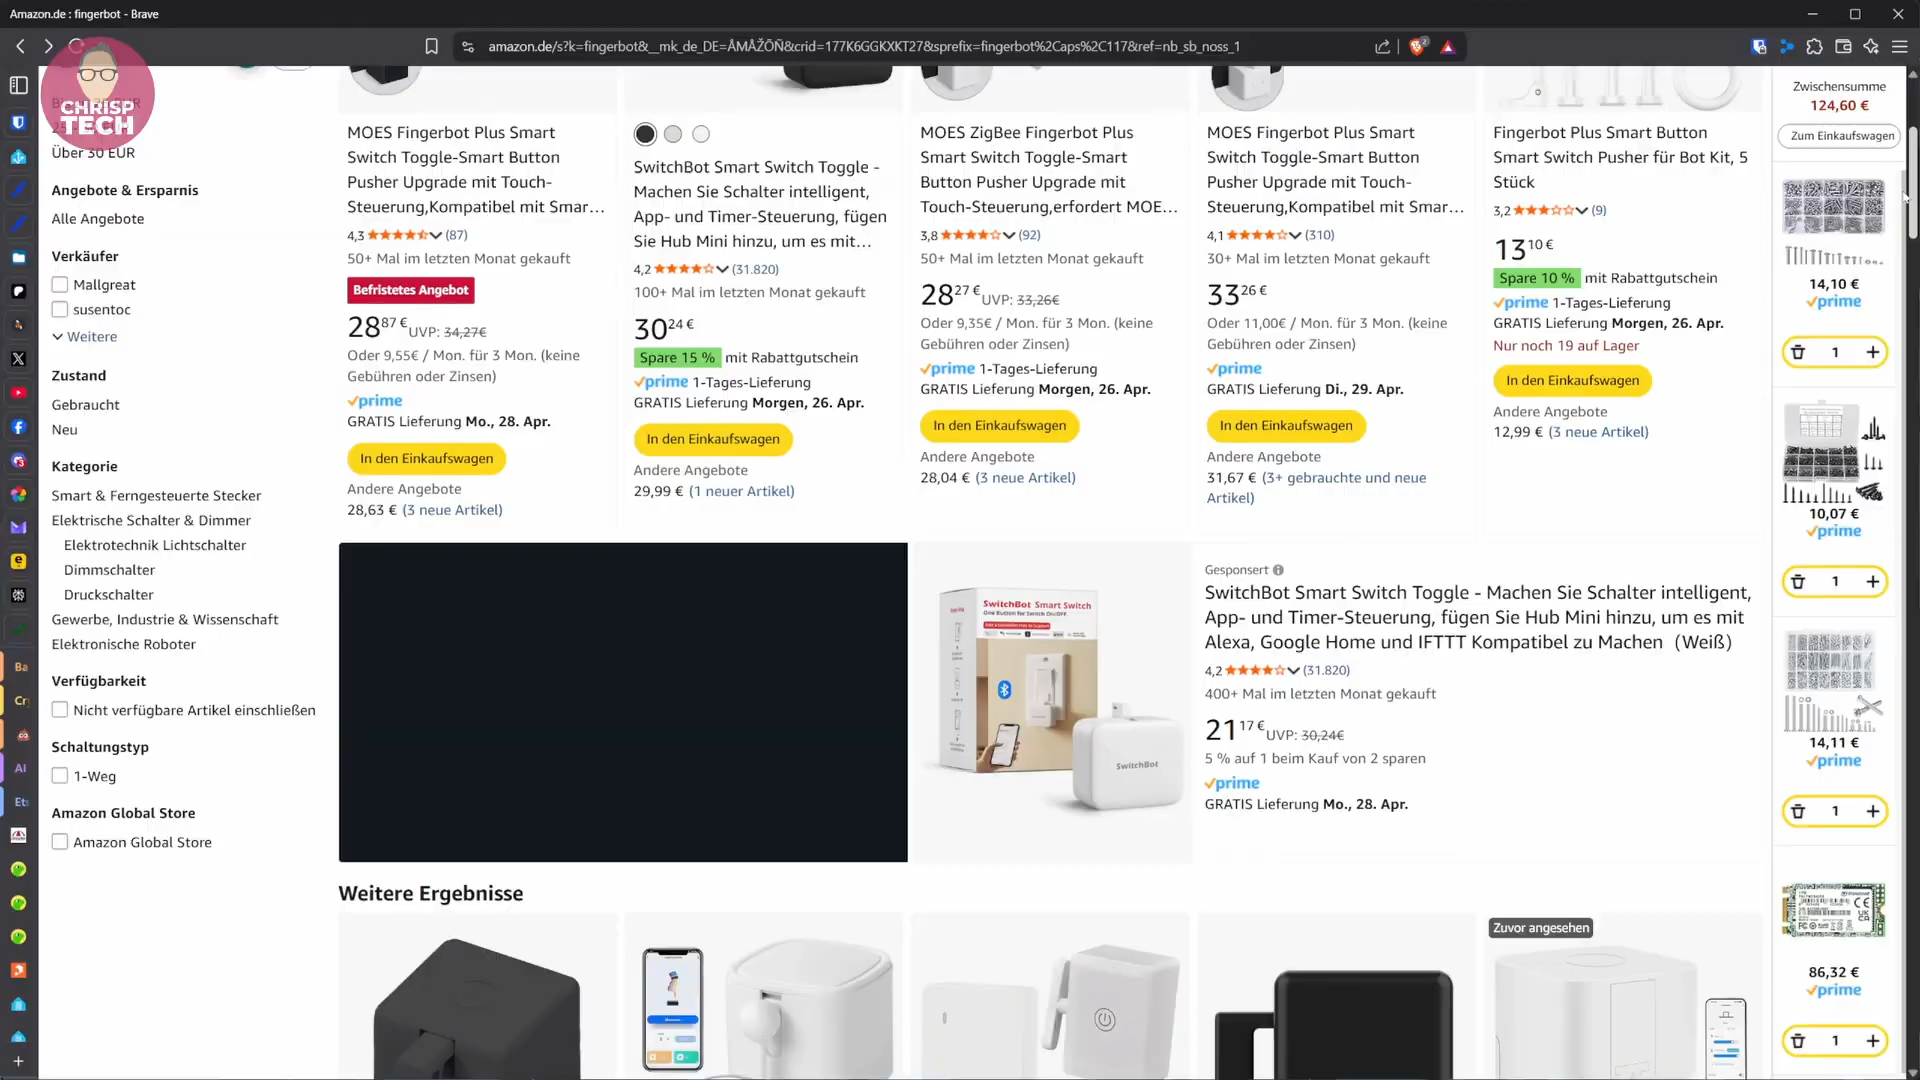 Amazon.de : fingerbot - Brave
amazon.de/s?k=fingerbot&__mk_de_DE=ÅMÅŽÕÑ&crid=177K6GGKXKT27&sprefix=fingerbot%2Caps%2C117&ref=nb_sb_noss_1
CHRISP
TECH
Über 30 EUR
Angebote & Ersparnis
Alle Angebote
Verkäufer
Mallgreat
susentoc
Weitere
Zustand
Gebraucht
Neu
Kategorie
Smart & Ferngesteuerte Stecker
Elektrische Schalter & Dimmer
Elektrotechnik Lichtschalter
Dimmschalter
Druckschalter
Gewerbe, Industrie & Wissenschaft
Elektronische Roboter
Verfügbarkeit
Nicht verfügbare Artikel einschließen
Schaltungstyp
1-Weg
Amazon Global Store
Amazon Global Store
MOES Fingerbot Plus Smart
Switch Toggle-Smart Button
Pusher Upgrade mit Touch-
Steuerung,Kompatibel mit Smar...
4,3 (87)
50+ Mal im letzten Monat gekauft
Befristetes Angebot
28 87 € UVP: 34,27€
Oder 9,55€ / Mon. für 3 Mon. (keine
Gebühren oder Zinsen)
prime
GRATIS Lieferung Mo., 28. Apr.
In den Einkaufswagen
Andere Angebote
28,63 € (3 neue Artikel)
SwitchBot Smart Switch Toggle -
Machen Sie Schalter intelligent,
App- und Timer-Steuerung, fügen
Sie Hub Mini hinzu, um es mit...
4,2 (31.820)
100+ Mal im letzten Monat gekauft
30 24 €
Spare 15 % mit Rabattgutschein
prime 1-Tages-Lieferung
GRATIS Lieferung Morgen, 26. Apr.
In den Einkaufswagen
Andere Angebote
29,99 € (1 neuer Artikel)
MOES ZigBee Fingerbot Plus
Smart Switch Toggle-Smart
Button Pusher Upgrade mit
Touch-Steuerung,erfordert MOE...
3,8 (92)
50+ Mal im letzten Monat gekauft
28 27 € UVP: 33,26€
Oder 9,35€ / Mon. für 3 Mon. (keine
Gebühren oder Zinsen)
prime 1-Tages-Lieferung
GRATIS Lieferung Morgen, 26. Apr.
In den Einkaufswagen
Andere Angebote
28,04 € (3 neue Artikel)
MOES Fingerbot Plus Smart
Switch Toggle-Smart Button
Pusher Upgrade mit Touch-
Steuerung,Kompatibel mit Smar...
4,1 (310)
30+ Mal im letzten Monat gekauft
33 26 €
Oder 11,00€ / Mon. für 3 Mon. (keine
Gebühren oder Zinsen)
prime
GRATIS Lieferung Di., 29. Apr.
In den Einkaufswagen
Andere Angebote
31,67 € (3+ gebrauchte und neue
Artikel)
Fingerbot Plus Smart Button
Smart Switch Pusher für Bot Kit, 5
Stück
3,2 (9)
13 10 €
Spare 10 % mit Rabattgutschein
prime 1-Tages-Lieferung
GRATIS Lieferung Morgen, 26. Apr.
Nur noch 19 auf Lager
In den Einkaufswagen
Andere Angebote
12,99 € (3 neue Artikel)
SwitchBot Smart Switch
SwitchBot
Gesponsert
SwitchBot Smart Switch Toggle - Machen Sie Schalter intelligent,
App- und Timer-Steuerung, fügen Sie Hub Mini hinzu, um es mit
Alexa, Google Home und IFTTT Kompatibel zu Machen（Weiß）
4,2 (31.820)
400+ Mal im letzten Monat gekauft
21 17 € UVP: 30,24€
5 % auf 1 beim Kauf von 2 sparen
prime
GRATIS Lieferung Mo., 28. Apr.
Weitere Ergebnisse
Zuvor angesehen
Zwischensumme
124,60 €
Zum Einkaufswagen
14,10 €
prime
1
10,07 €
prime
1
14,11 €
prime
1
86,32 €
prime
1
Ba
Cr
AI
Ets